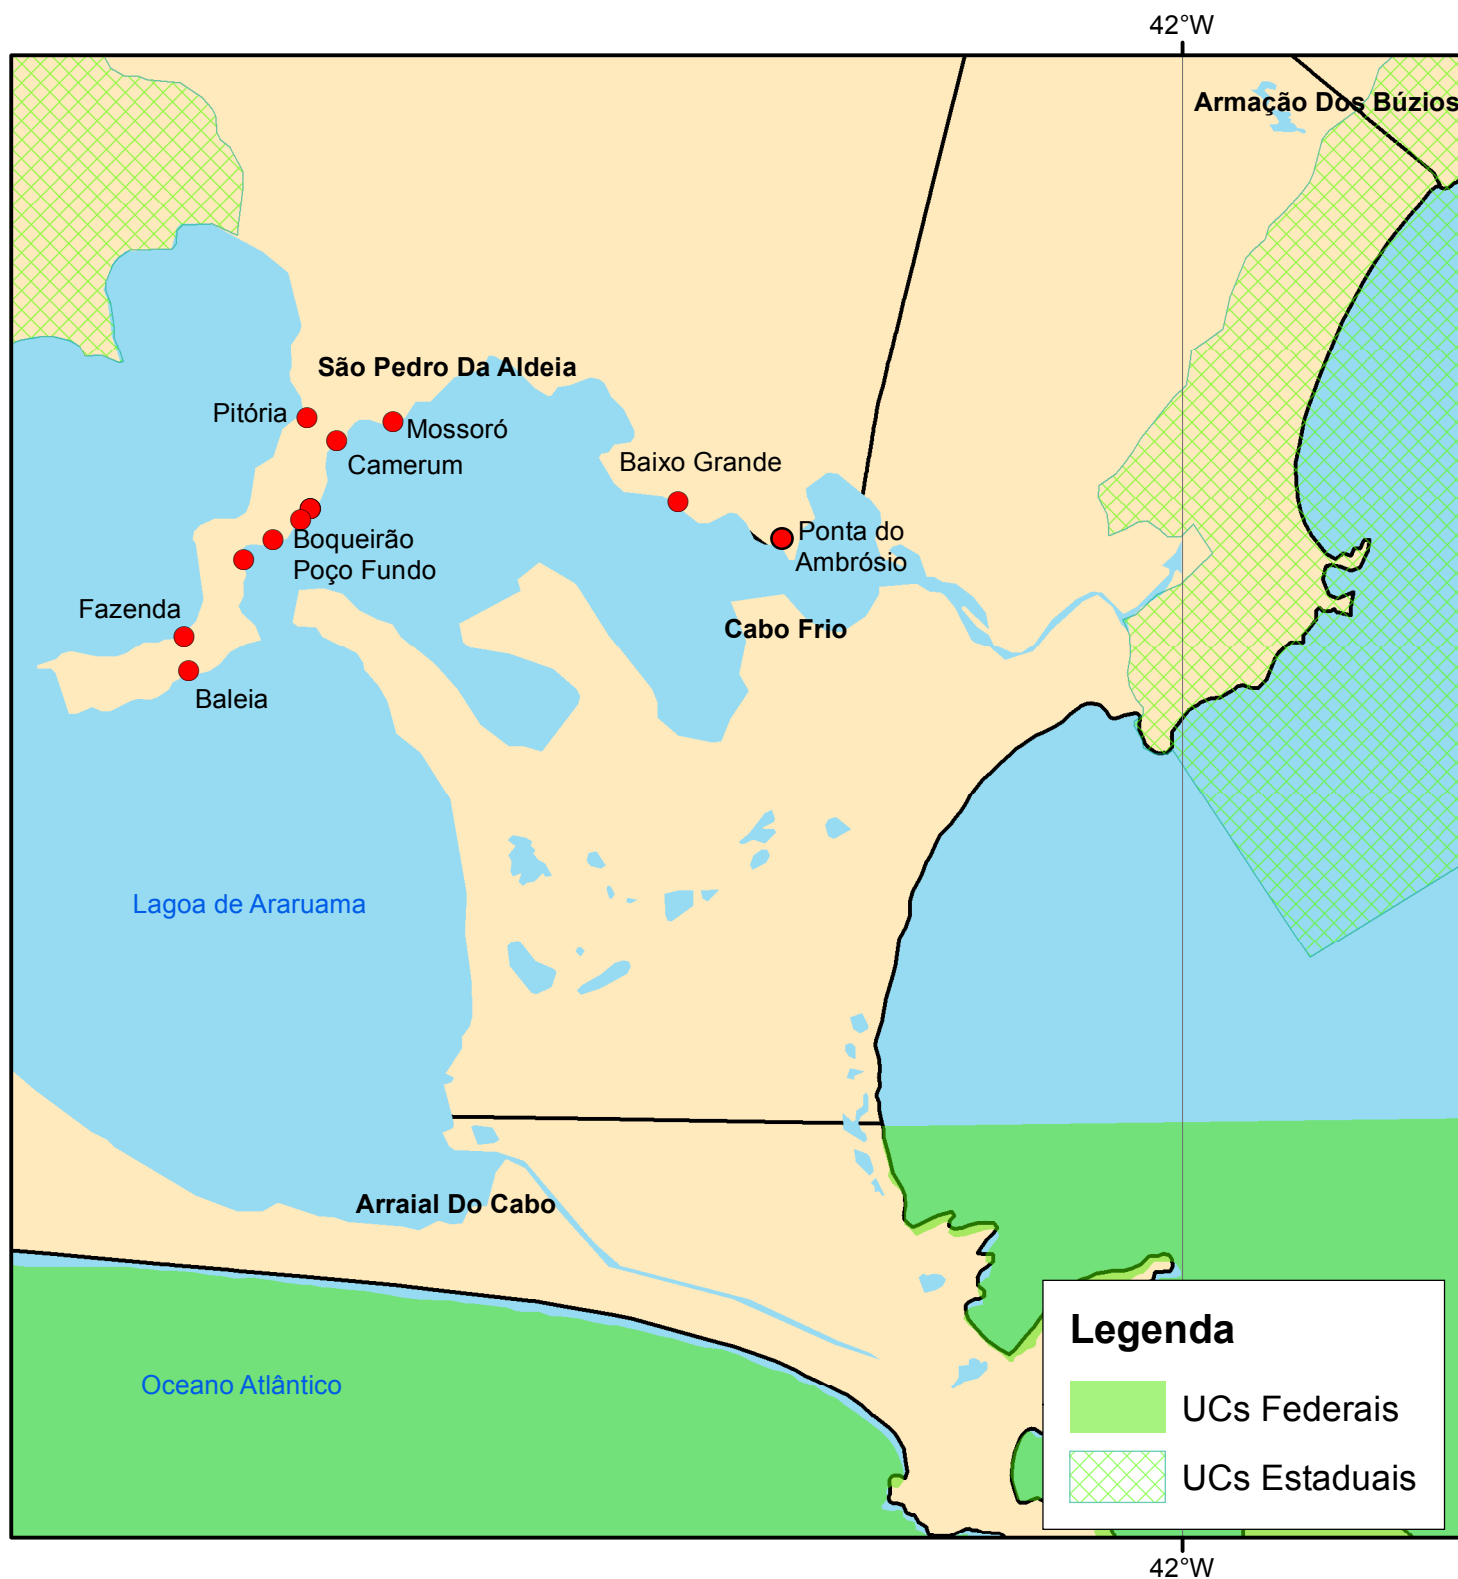 42°W
Armação Dos Búzios
São Pedro Da Aldeia
Pitória
Mossoró
Camerum
Baixo Grande
Ponta do
Ambrósio
Boqueirão
Poço Fundo
Fazenda
Cabo Frio
Baleia
Lagoa de Araruama
Arraial Do Cabo
Oceano Atlântico
Legenda
UCs Federais
UCs Estaduais
42°W